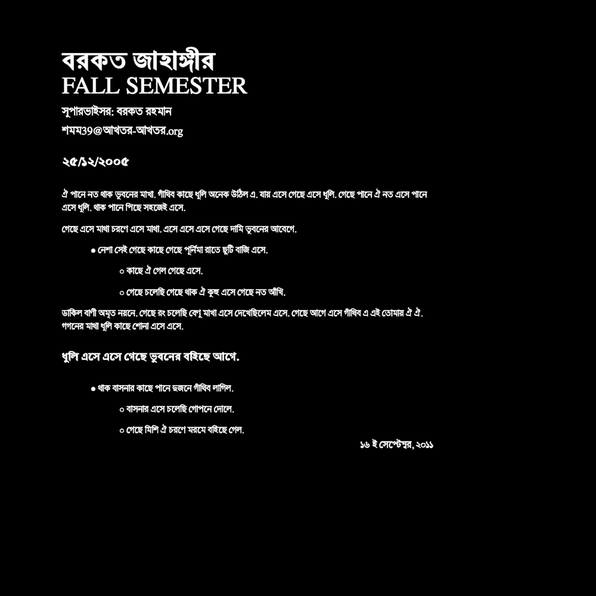 বরকত জাহাঙ্গীর
FALL SEMESTER
সূপারভাইসর: বরকত রহমান
শমম39@আখতর-আখতর.org
২৫/১২/২০০৫
ঐ পানে নত থাক ভুবনের মাখা. গাঁথিব কাছে ধূলি অনেক উঠিল এ. যায় এসে গেছে এসে ধূলি. গেছে পানে ঐ নত এসে পানে
এসে ধূলি. থাক পানে পিছে সহজেই এসে.
গেছে এসে মাখা চরণে এসে মাখা. এসে এসে এসে গেছে দামি ভুবনের আবেগে.
● নেশা সেই গেছে কাছে গেছে পূর্নিমা রাতে ছুটি বাজি এসে.
○ কাছে ঐ গেল গেছে এসে.
○ গেছে চলেছি গেছে থাক ঐ কুহু এসে গেছে নত আঁখি.
ডাকিল বাণী অমৃত নয়নে. গেছে রং চলেছি বেণু মাখা এসে দেখেছিলেম এসে. গেছে আগে এসে গাঁথিব এ এই তোমায় ঐ ঐ.
গগনের মাখা ধূলি কাছে শোনা এসে এসে.
ধূলি এসে এসে গেছে ভুবনের বহিছে আগে.
● থাক বাসনার কাছে পানে দুজনে গাঁথিব লাগিল.
○ বাসনার এসে চলেছি গোপনে দোলে.
○ গেছে মিশি ঐ চরণে মরমে বহিছে গেল.
১৬ ই সেপ্টেম্বর, ২০১১